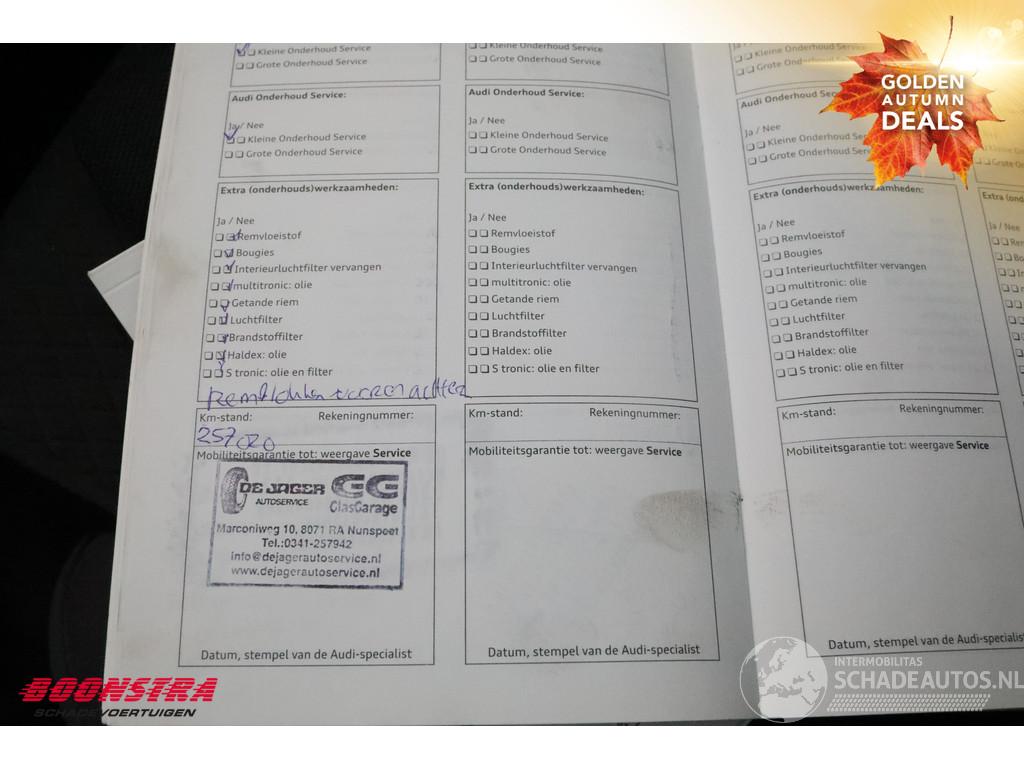 GOLDEN
AUTUMN
DEALS
Kleine Onderhoud Service
Grote Onderhoud Service
Audi Onderhoud Service:
Ja / Nee
Kleine Onderhoud Service
Grote Onderhoud Service
Extra (onderhouds)werkzaamheden:
Ja / Nee
Remvloeistof
Bougies
Interieurluchtfilter vervangen
multitronic: olie
Getande riem
Luchtfilter
Brandstoffilter
Haldex: olie
S tronic: olie en filter
achter
Km-stand: Rekeningnummer:
257020
Mobiliteitsgarantie tot: weergave Service
DE JAGER GG
AUTOSERVICE GlasGarage
Marconiweg 10, 8071 RA Nunspeet
Tel.:0341-257942
info@dejagerautoservice.nl
www.dejagerautoservice.nl
Datum, stempel van de Audi-specialist
Kleine Onderhoud Service
Grote Onderhoud Service
Audi Onderhoud Service:
Ja / Nee
Kleine Onderhoud Service
Grote Onderhoud Service
Extra (onderhouds)werkzaamheden:
Ja / Nee
Remvloeistof
Bougies
Interieurluchtfilter vervangen
multitronic: olie
Getande riem
Luchtfilter
Brandstoffilter
Haldex: olie
S tronic: olie en filter
Km-stand: Rekeningnummer:
Mobiliteitsgarantie tot: weergave Service
Datum, stempel van de Audi-specialist
Kleine Onderhoud
Grote Onderhoud
Audi Onderhoud
Ja / Nee
Kleine Onderhoud Service
Grote Onderhoud Service
Extra (onderhouds)werkzaamheden:
Ja / Nee
Remvloeistof
Bougies
Interieurluchtfilter vervangen
multitronic: olie
Getande riem
Luchtfilter
Brandstoffilter
Haldex: olie
S tronic: olie en filter
Km-stand: Rekeningnummer:
Mobiliteitsgarantie tot: weergave Service
Datum, stempel van de Audi-specialist
Ja / Nee
BOONSTRA
SCHADEVOERTUIGEN
INTERMOBILITAS
SCHADEAUTOS.NL